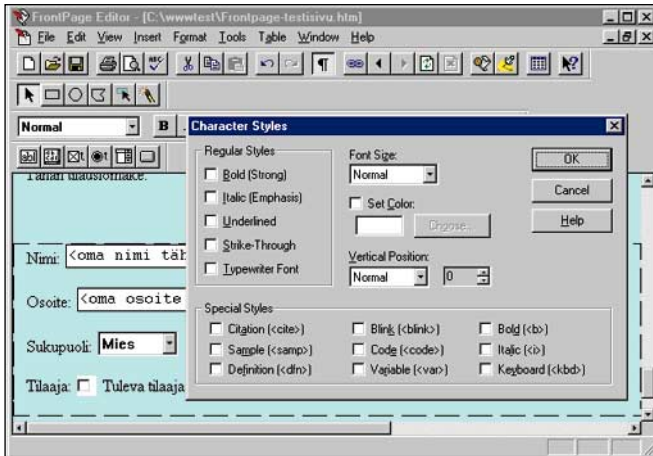 FrontPage Editor - [C:\wwwtest\Frontpage-testisivu.htm]
File Edit View Insert Format Tools Table Window Help
ABC
Normal B
Character Styles
Regular Styles
Bold (Strong)
Italic (Emphasis)
Underlined
Strike-Through
Typewriter Font
Font Size:
Normal
Set Color:
Choose...
Vertical Position:
Normal 0
OK
Cancel
Help
Special Styles
Citation (<cite>) Blink (<blink>) Bold (<b>)
Sample (<samp>) Code (<code>) Italic (<i>)
Definition (<dfn>) Variable (<var>) Keyboard (<kbd>)
Tähän tilauslomake:
Nimi: <oma nimi täh
Osoite: <oma osoite
Sukupuoli: Mies
Tilaaja: Tuleva tilaaja